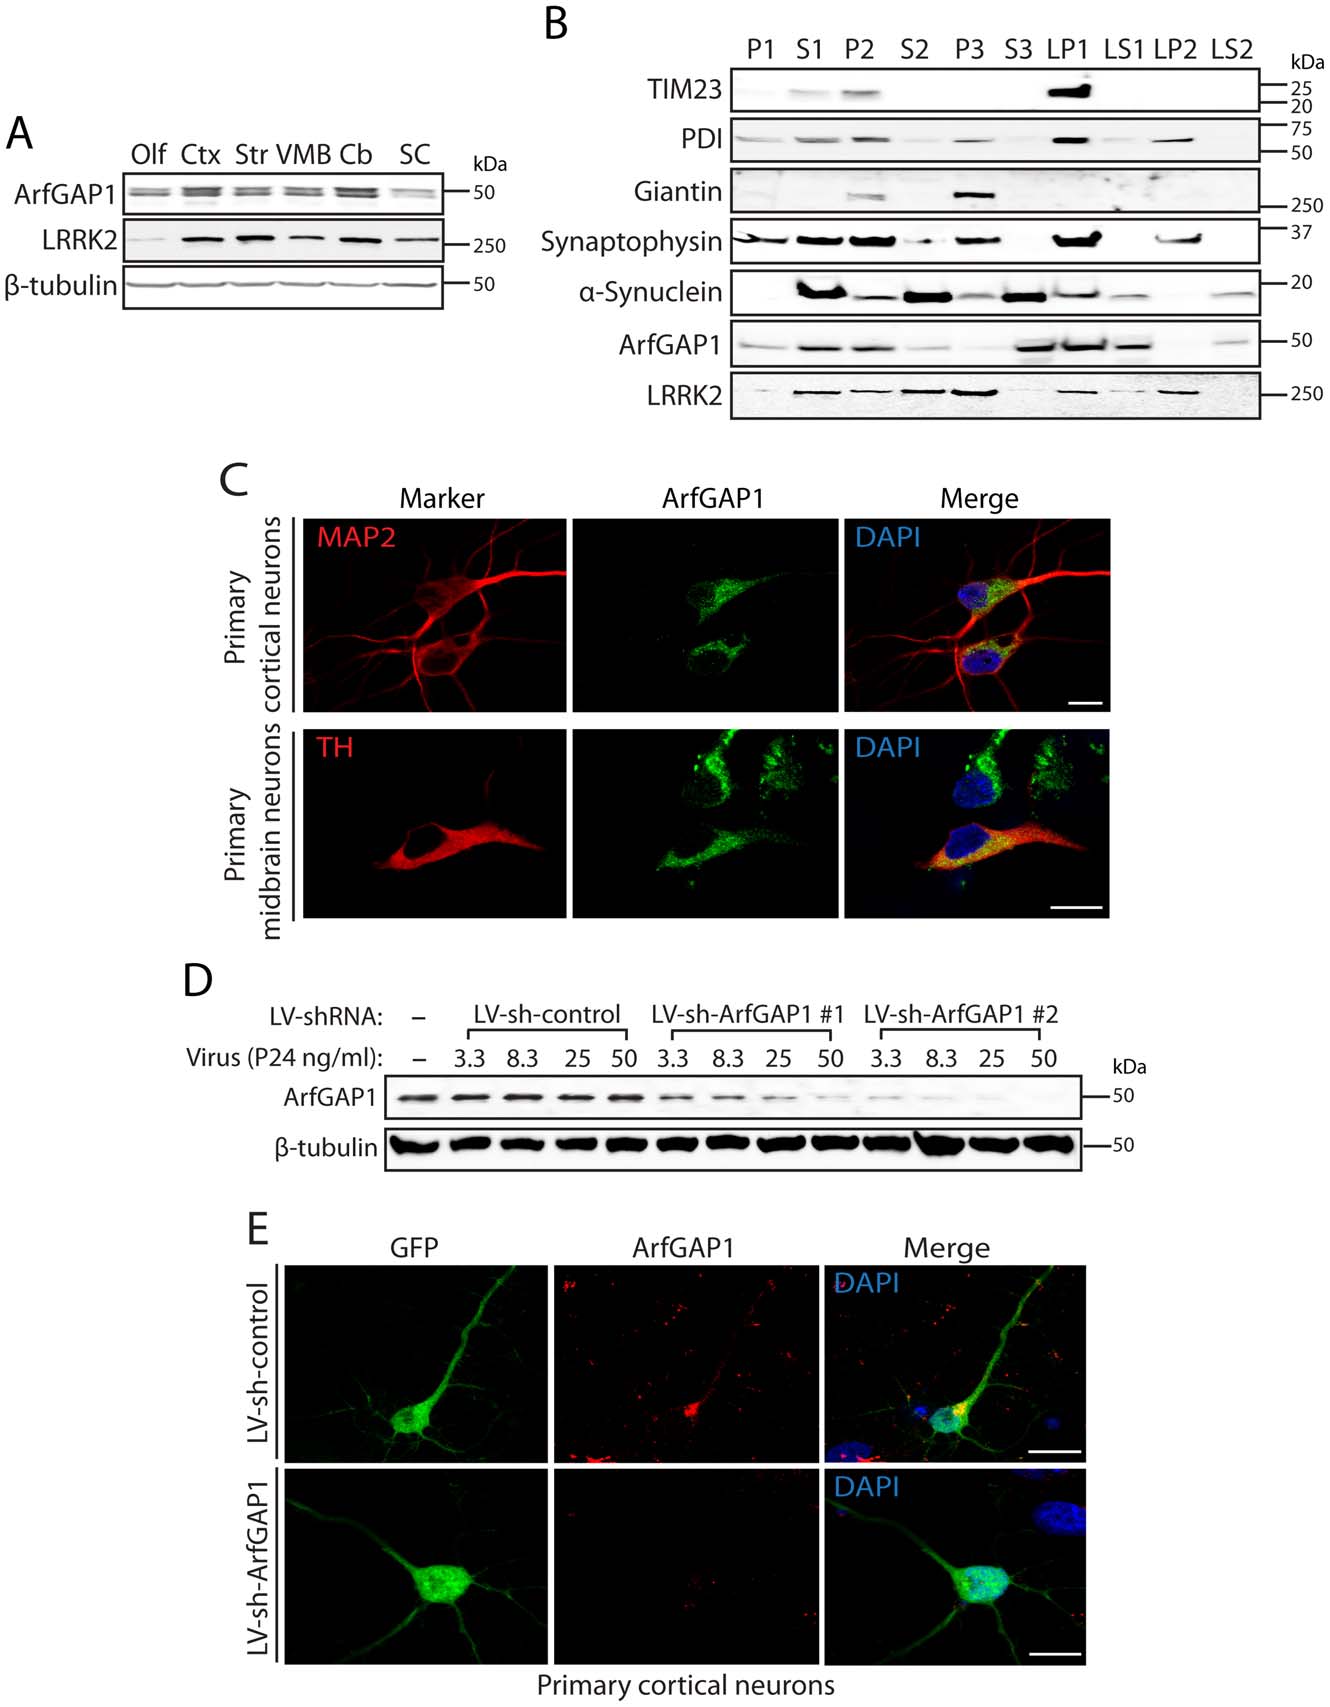 A
Olf Ctx Str VMB Cb SC kDa
ArfGAP1 50
LRRK2 250
β-tubulin 50
B
P1 S1 P2 S2 P3 S3 LP1 LS1 LP2 LS2 kDa
TIM23 25
20
PDI 75
50
Giantin 250
Synaptophysin 37
α-Synuclein 20
ArfGAP1 50
LRRK2 250
C
Marker ArfGAP1 Merge
Primary
cortical neurons
MAP2 DAPI
Primary
midbrain neurons
TH DAPI
D
LV-shRNA: – LV-sh-control LV-sh-ArfGAP1 #1 LV-sh-ArfGAP1 #2
Virus (P24 ng/ml): – 3.3 8.3 25 50 3.3 8.3 25 50 3.3 8.3 25 50 kDa
ArfGAP1 50
β-tubulin 50
E
GFP ArfGAP1 Merge
LV-sh-control
DAPI
LV-sh-ArfGAP1
DAPI
Primary cortical neurons